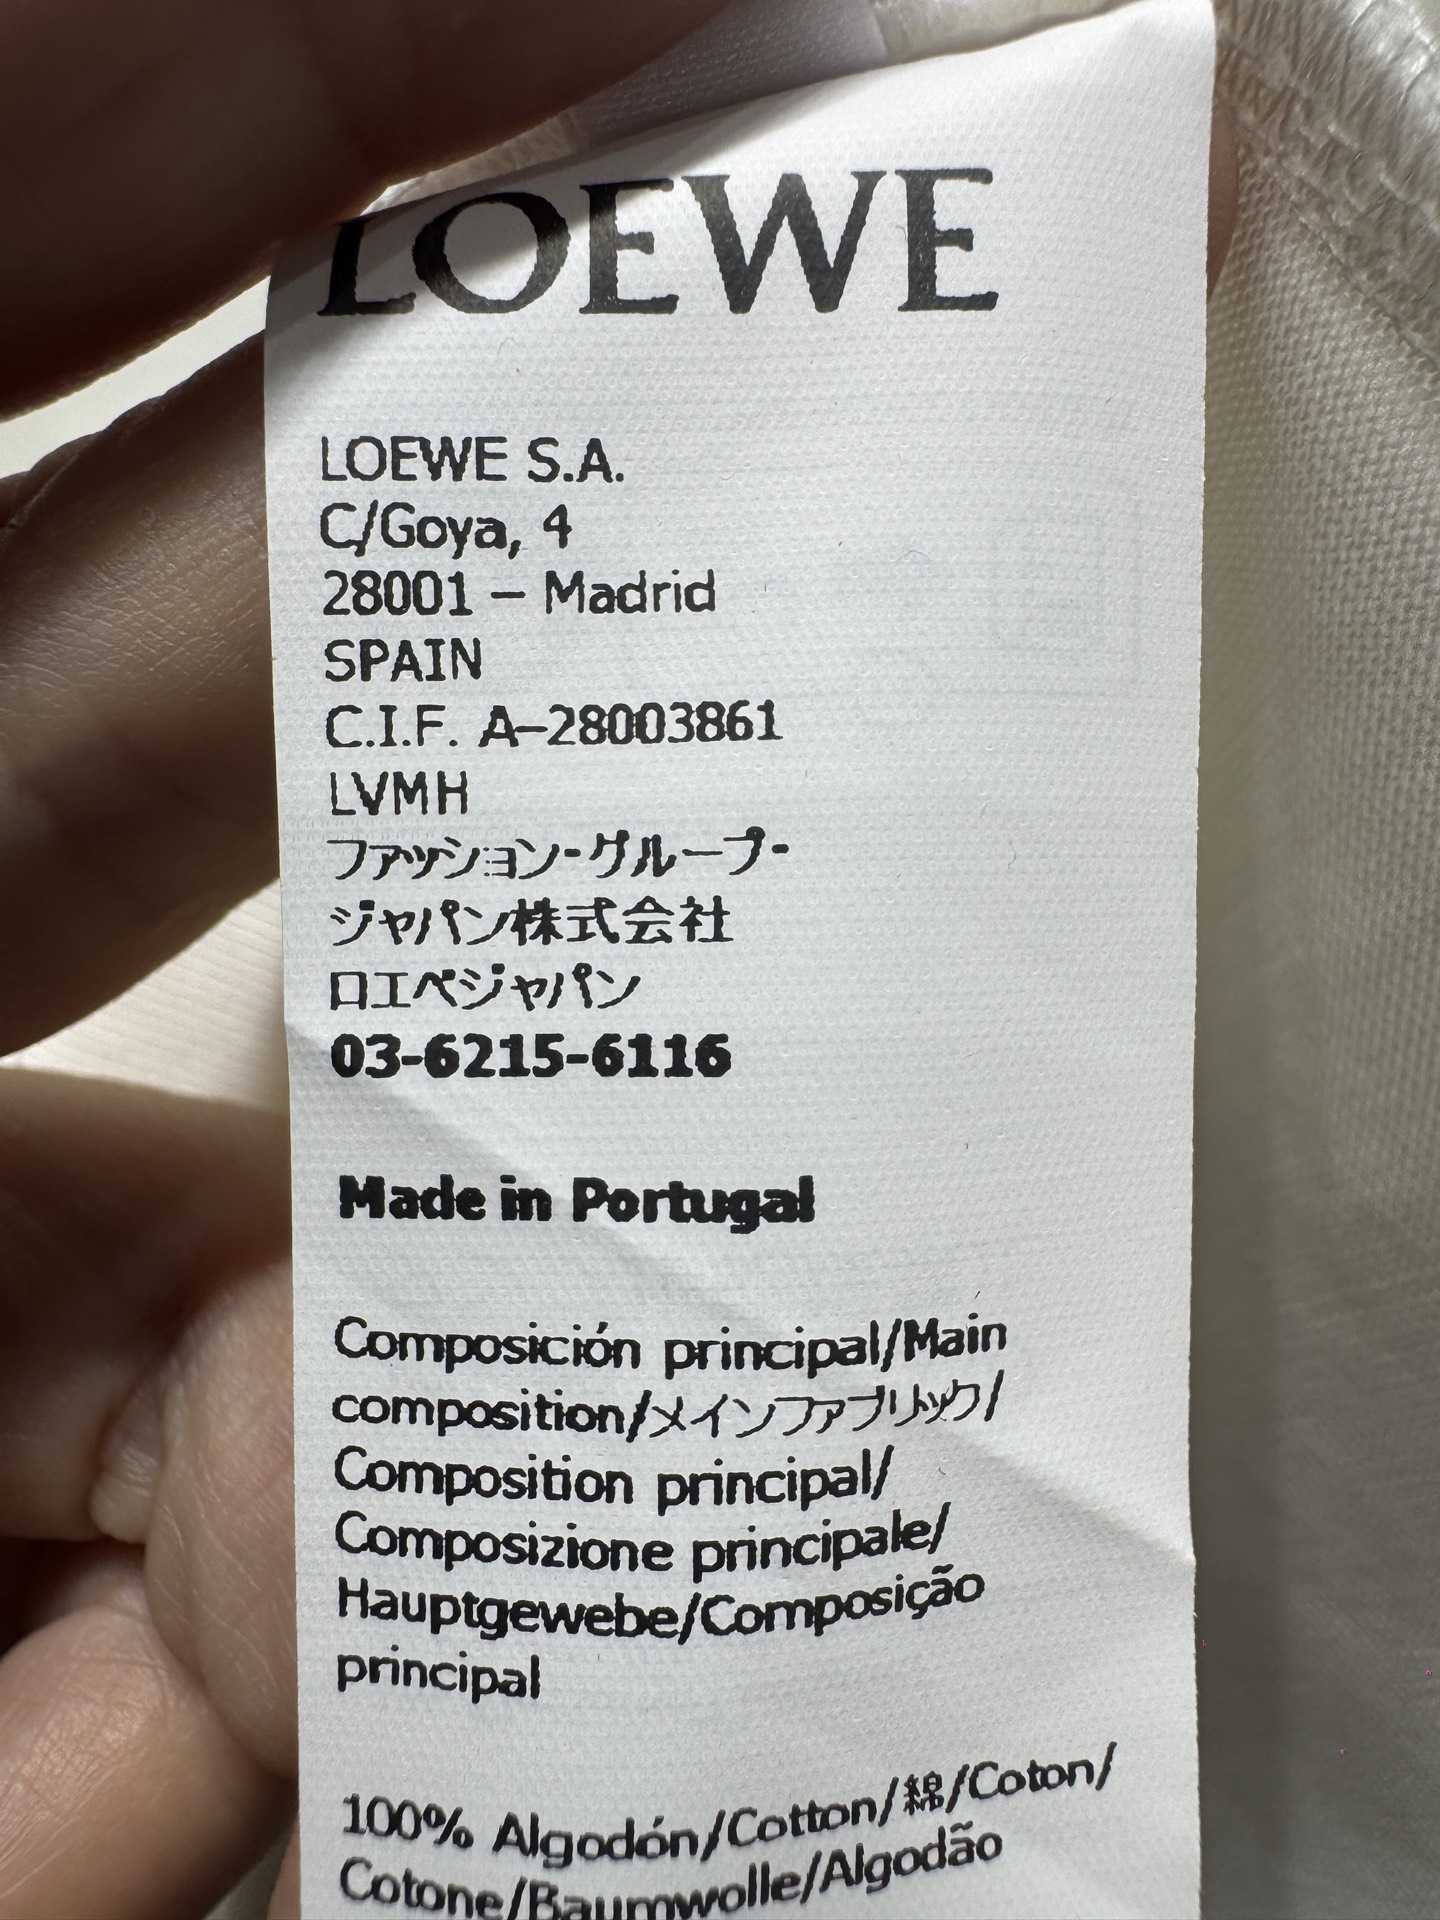 LOEWE
LOEWE S.A.
C/Goya, 4
28001 – Madrid
SPAIN
C.I.F. A–28003861
LVMH
ファッション・グループ・
ジャパン株式会社
ロエベジャパン
03-6215-6116
Made in Portugal
Composición principal/Main
composition/メインファブリック/
Composition principal/
Composizione principale/
Hauptgewebe/Composição
principal
100% Algodón/Cotton/綿/Coton/
Cotone/Baumwolle/Algodão